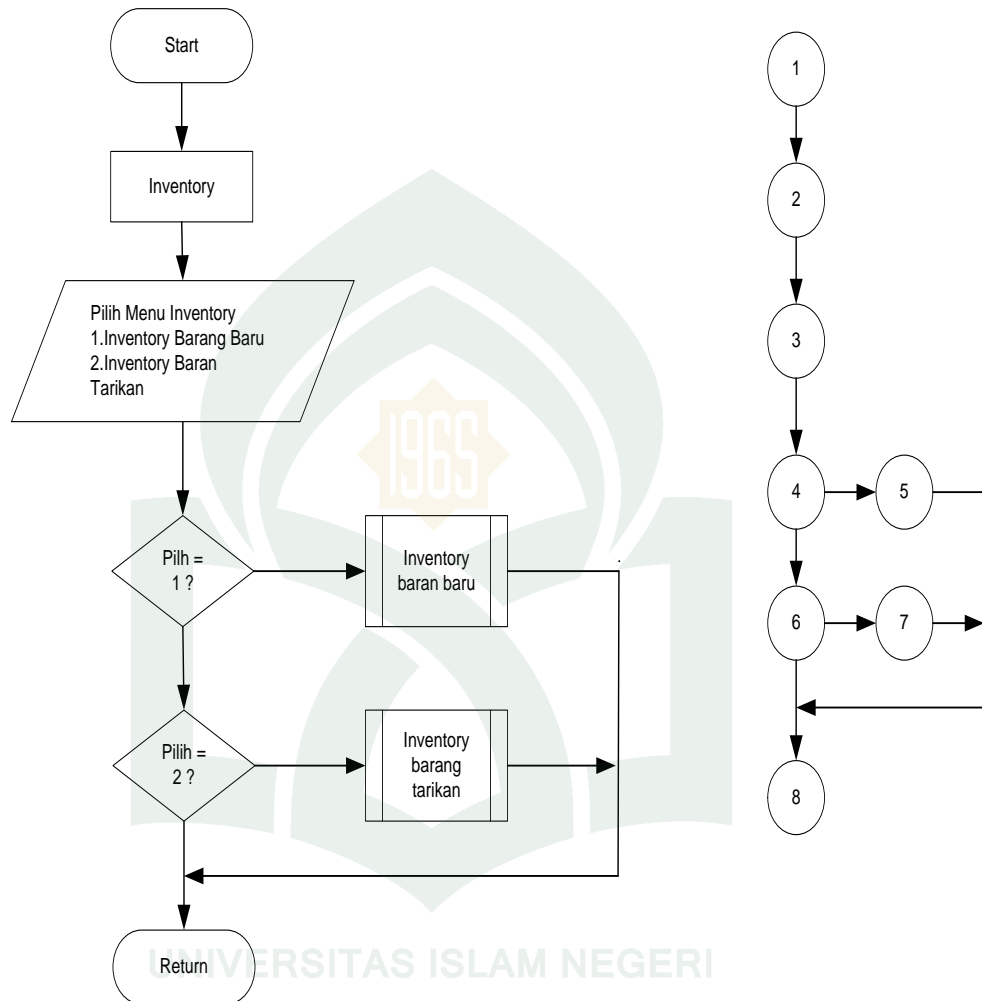 Start
Inventory
Pilih Menu Inventory
1.Inventory Barang Baru
2.Inventory Baran
Tarikan
Pilh =
1 ?
Inventory
baran baru
Pilih =
2 ?
Inventory
barang
tarikan
Return
1
2
3
4
5
6
7
8
1965
UNIVERSITAS ISLAM NEGERI